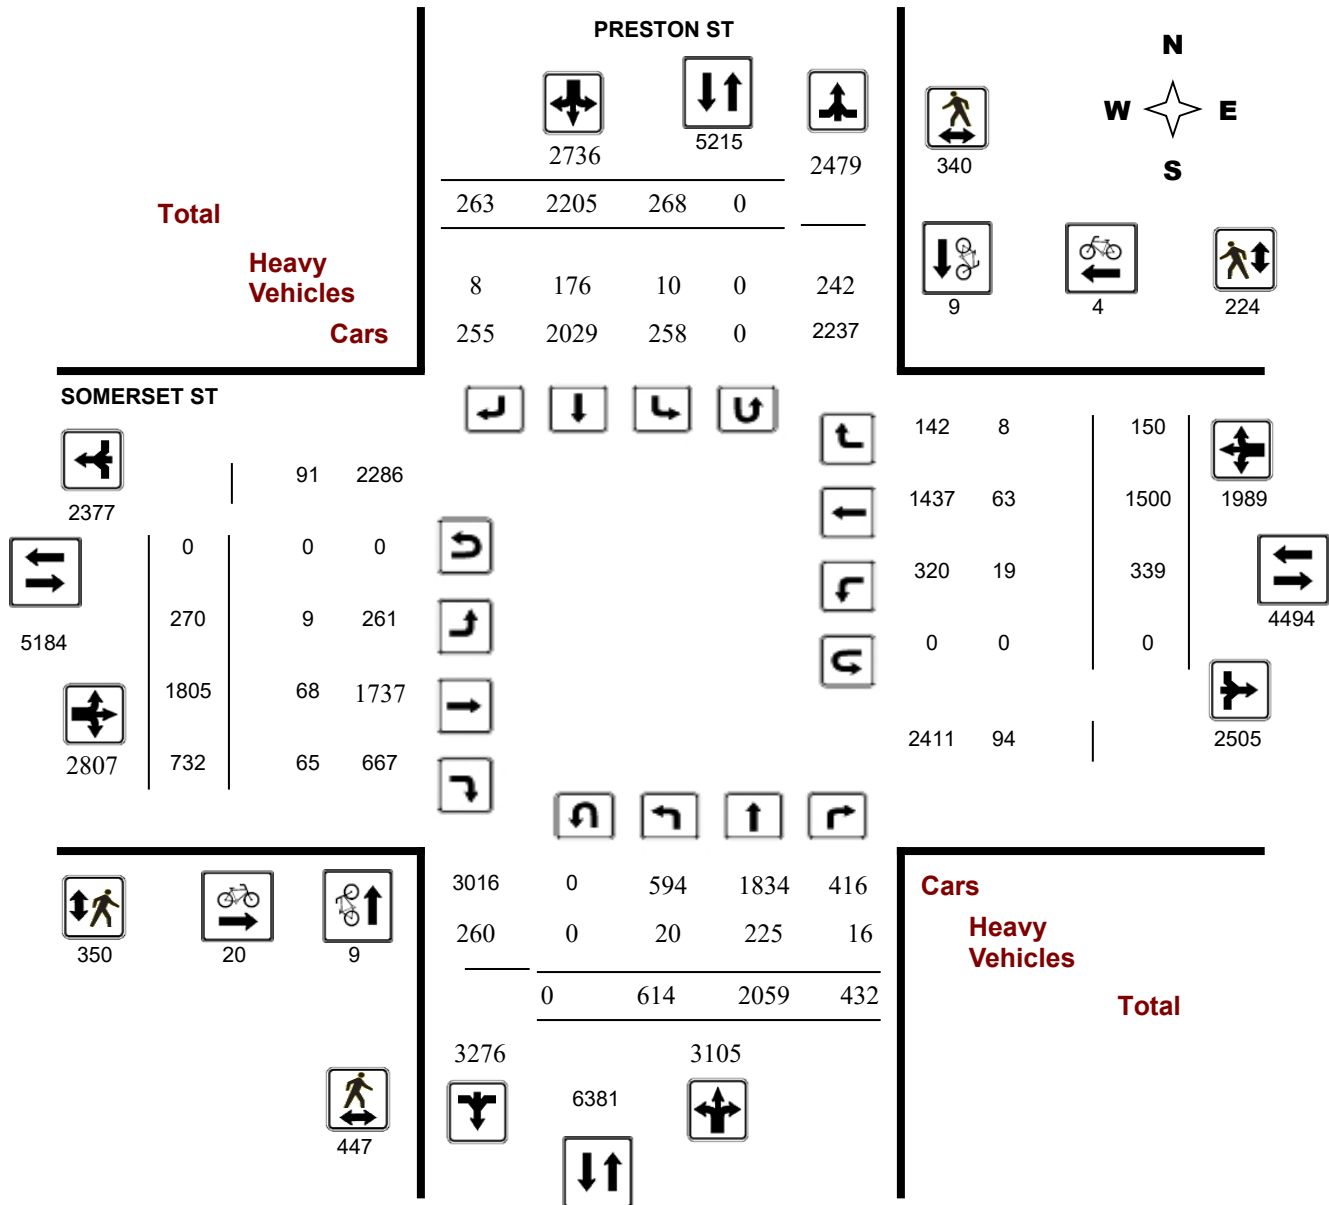 PRESTON ST
N
W E
S
2736 5215 2479 340
Total 263 2205 268 0
Heavy
Vehicles 8 176 10 0 242
9 4 224
Cars 255 2029 258 0 2237
SOMERSET ST
142 8 150
91 2286
2377 1437 63 1500 1989
0 0 0
320 19 339
270 9 261 4494
5184 0 0 0
1805 68 1737
2411 94 2505
2807 732 65 667
3016 0 594 1834 416 Cars
260 0 20 225 16 Heavy
Vehicles
350 20 9
0 614 2059 432 Total
3276 3105
6381
447